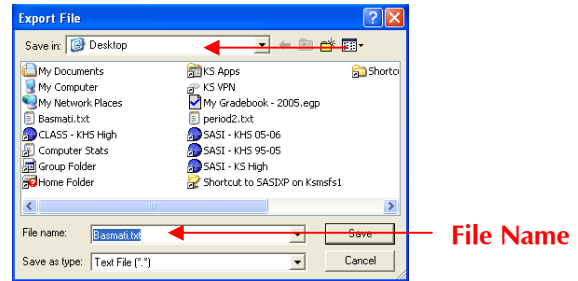 Export File
Save in: Desktop
My Documents KS Apps Shortc
My Computer KS VPN
My Network Places My Gradebook - 2005.egp
Basmati.txt period2.txt
CLASS - KHS High SASI - KHS 05-06
Computer Stats SASI - KHS 95-05
Group Folder SASI - KS High
Home Folder Shortcut to SASIXP on Ksmsfs1
File name: Basmati.txt Save File Name
Save as type: Text File (*.*) Cancel